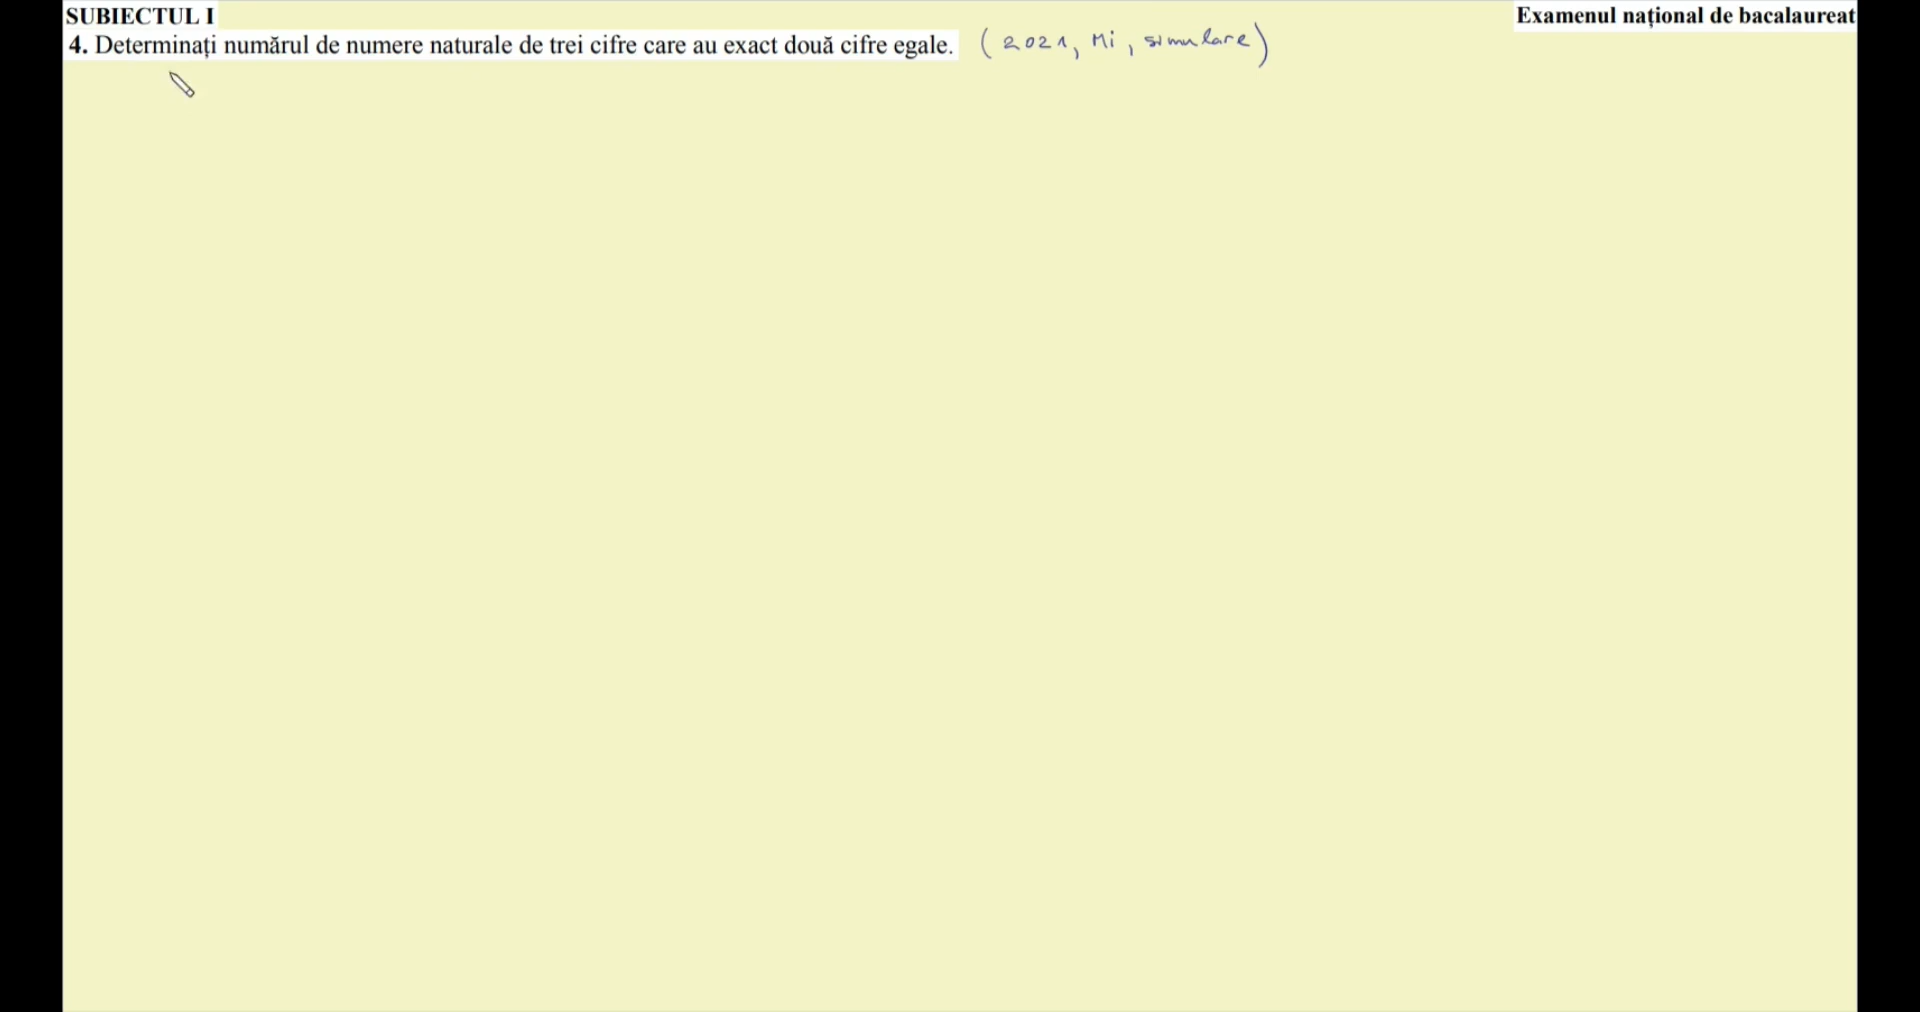 SUBIECTUL I
Examenul național de bacalaureat
4. Determinați numărul de numere naturale de trei cifre care au exact două cifre egale. (2021, Mi, simulare)